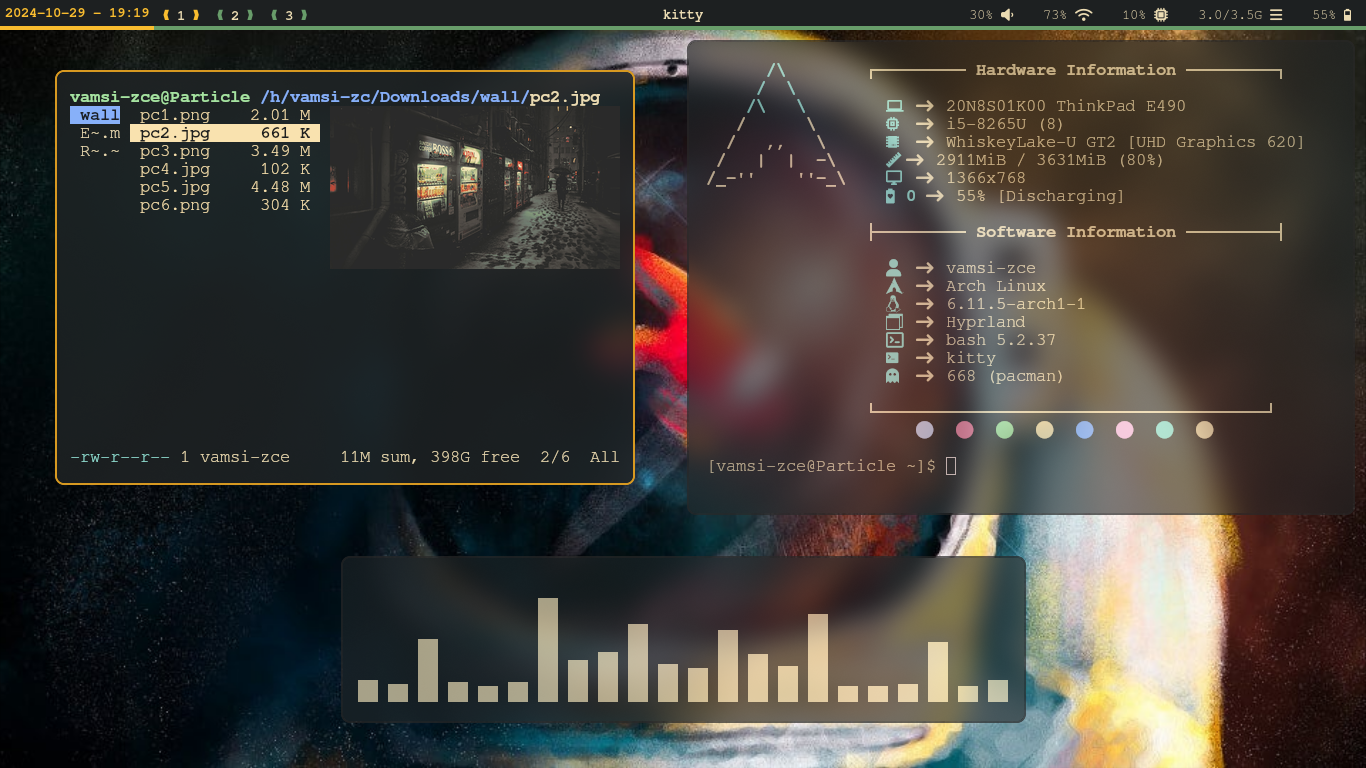 2024-10-29 - 19:19 1 2 3 kitty 30% 73% 10% 3.0/3.5G 55%
vamsi-zce@Particle /h/vamsi-zc/Downloads/wall/pc2.jpg
wall pc1.png 2.01 M
E~.m pc2.jpg 661 K
R~.~ pc3.png 3.49 M
pc4.jpg 102 K
pc5.jpg 4.48 M
pc6.png 304 K
BOSS
-rw-r--r-- 1 vamsi-zce 11M sum, 398G free 2/6 All
Hardware Information
→ 20N8S01K00 ThinkPad E490
→ i5-8265U (8)
→ WhiskeyLake-U GT2 [UHD Graphics 620]
→ 2911MiB / 3631MiB (80%)
→ 1366x768
0 → 55% [Discharging]
Software Information
→ vamsi-zce
→ Arch Linux
→ 6.11.5-arch1-1
→ Hyprland
→ bash 5.2.37
→ kitty
→ 668 (pacman)
[vamsi-zce@Particle ~]$